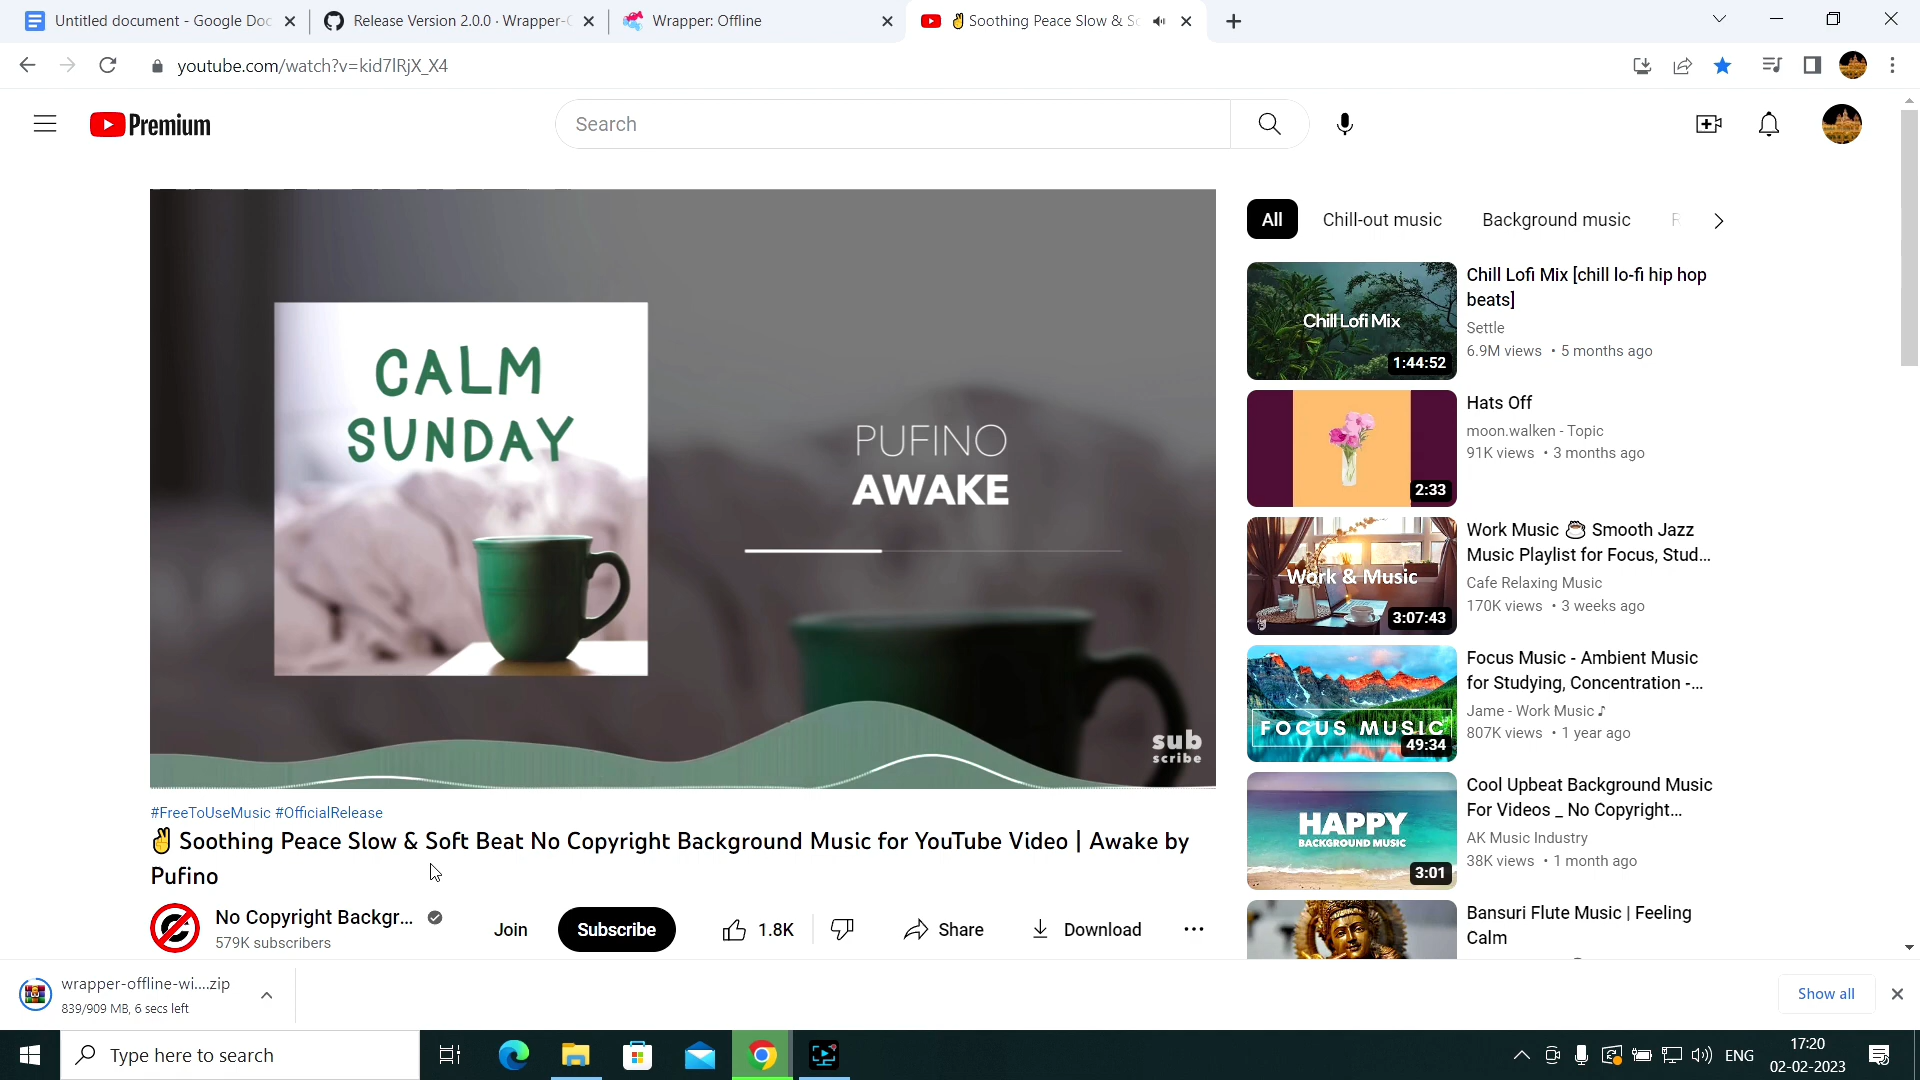 Untitled document - Google Doc
Release Version 2.0.0 · Wrapper-
Wrapper: Offline
✌Soothing Peace Slow & S
youtube.com/watch?v=kid7lRjX_X4
Premium
Search
CALM
SUNDAY
PUFINO
AWAKE
sub
scribe
#FreeToUseMusic #OfficialRelease
✌ Soothing Peace Slow & Soft Beat No Copyright Background Music for YouTube Video | Awake by
Pufino
No Copyright Backgr...
579K subscribers
Join
Subscribe
1.8K
Share
Download
All
Chill-out music
Background music
Chill Lofi Mix
1:44:52
Chill Lofi Mix [chill lo-fi hip hop
beats]
Settle
6.9M views • 5 months ago
2:33
Hats Off
moon.walken - Topic
91K views • 3 months ago
Work & Music
3:07:43
Work Music ☕ Smooth Jazz
Music Playlist for Focus, Stud...
Cafe Relaxing Music
170K views • 3 weeks ago
FOCUS MUSIC
49:34
Focus Music - Ambient Music
for Studying, Concentration -...
Jame - Work Music ♪
807K views • 1 year ago
HAPPY
BACKGROUND MUSIC
3:01
Cool Upbeat Background Music
For Videos _ No Copyright...
AK Music Industry
38K views • 1 month ago
Bansuri Flute Music | Feeling
Calm
wrapper-offline-wi....zip
839/909 MB, 6 secs left
Show all
Type here to search
ENG
17:20
02-02-2023